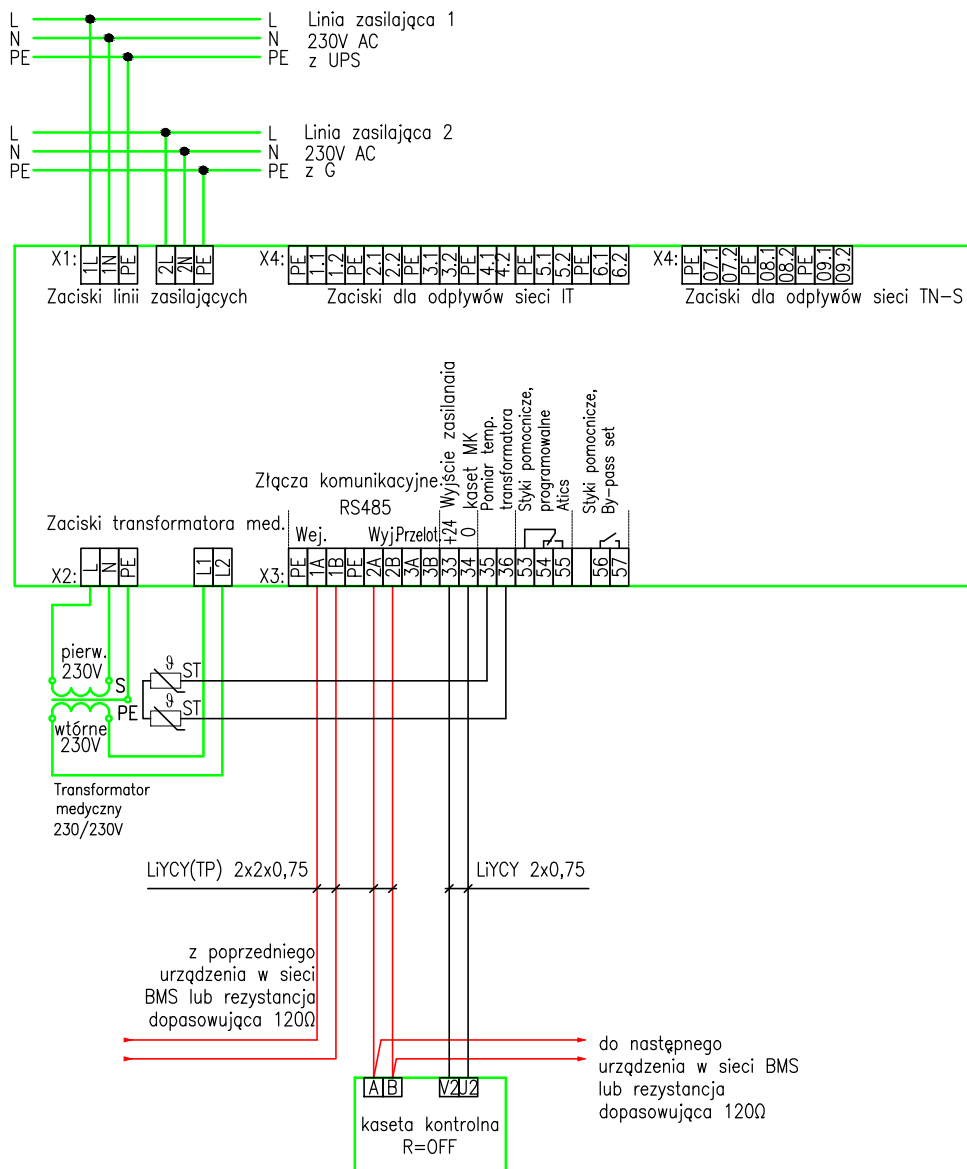 L L Linia zasilająca 1
N N 230V AC
PE PE z UPS
L L Linia zasilająca 2
N N 230V AC
PE PE z G
X1: 1L 1N PE 2L 2N PE
Zaciski linii zasilających
X4: PE 1.1 1.2 PE 2.1 2.2 PE 3.1 3.2 PE 4.1 4.2 PE 5.1 5.2 PE 6.1 6.2
Zaciski dla odpływów sieci IT
X4: PE 07.1 07.2 PE 08.1 08.2 PE 09.1 09.2
Zaciski dla odpływów sieci TN-S
Złącza komunikacyjne
RS485
Wej. Wyj. Przelot.
+24 Wyjście zasilanaia
0 kaset MK
Pomiar temp.
transformatora
Styki pomocnicze,
programowalne
Atics
Styki pomocnicze,
By-pass set
Zaciski transformatora med.
X2: L N PE L1 L2
X3: PE 1A 1B PE 2A 2B 3A 3B 33 34 35 36 53 54 55 56 57
pierw.
230V
S
PE
wtórne
230V
ϑ ST
ϑ ST
Transformator
medyczny
230/230V
LiYCY(TP) 2x2x0,75
LiYCY 2x0,75
z poprzedniego
urządzenia w sieci
BMS lub rezystancja
dopasowująca 120Ω
do następnego
urządzenia w sieci BMS
lub rezystancja
dopasowująca 120Ω
A B V2 U2
kaseta kontrolna
R=OFF